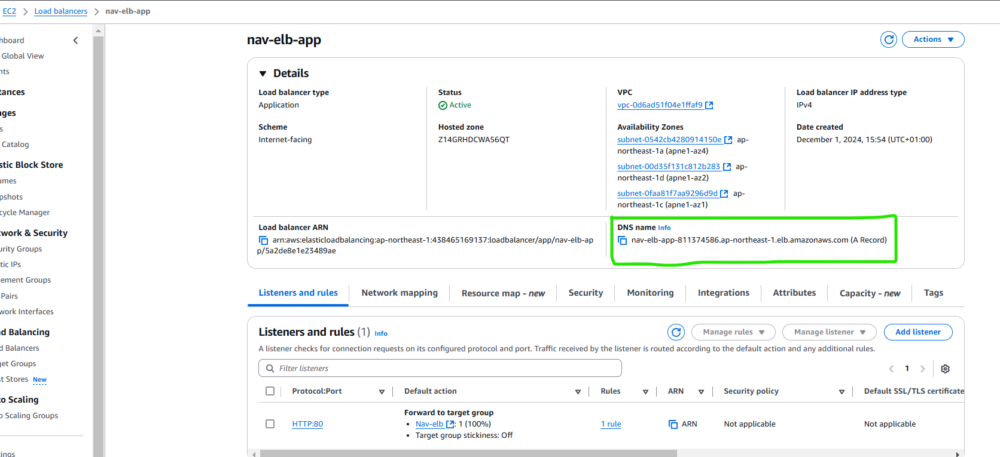 EC2 > Load balancers > nav-elb-app
hboard
Global View
nts
tances
ges
s
Catalog
stic Block Store
umes
pshots
cycle Manager
twork & Security
urity Groups
tic IPs
cement Groups
Pairs
work Interfaces
d Balancing
d Balancers
get Groups
st Stores New
to Scaling
o Scaling Groups
ings
nav-elb-app
Actions
Details
Load balancer type
Application
Scheme
Internet-facing
Status
Active
Hosted zone
Z14GRHDCWA56QT
VPC
vpc-0d6ad51f04e1ffaf9
Availability Zones
subnet-0542cb4280914150e ap-
northeast-1a (apne1-az4)
subnet-00d35f131c812b283 ap-
northeast-1d (apne1-az2)
subnet-0faa81f7aa9296d9d ap-
northeast-1c (apne1-az1)
Load balancer IP address type
IPv4
Date created
December 1, 2024, 15:54 (UTC+01:00)
Load balancer ARN
arn:aws:elasticloadbalancing:ap-northeast-1:438465169137:loadbalancer/app/nav-elb-ap
p/5a2de8e1e23489ae
DNS name Info
nav-elb-app-811374586.ap-northeast-1.elb.amazonaws.com (A Record)
Listeners and rules Network mapping Resource map - new Security Monitoring Integrations Attributes Capacity - new Tags
Listeners and rules (1) Info
Manage rules Manage listener Add listener
A listener checks for connection requests on its configured protocol and port. Traffic received by the listener is routed according to the default action and any additional rules.
Filter listeners
1
Protocol:Port Default action Rules ARN Security policy Default SSL/TLS certificate
Forward to target group
HTTP:80 • Nav-elb : 1 (100%) 1 rule ARN Not applicable Not applicable
• Target group stickiness: Off